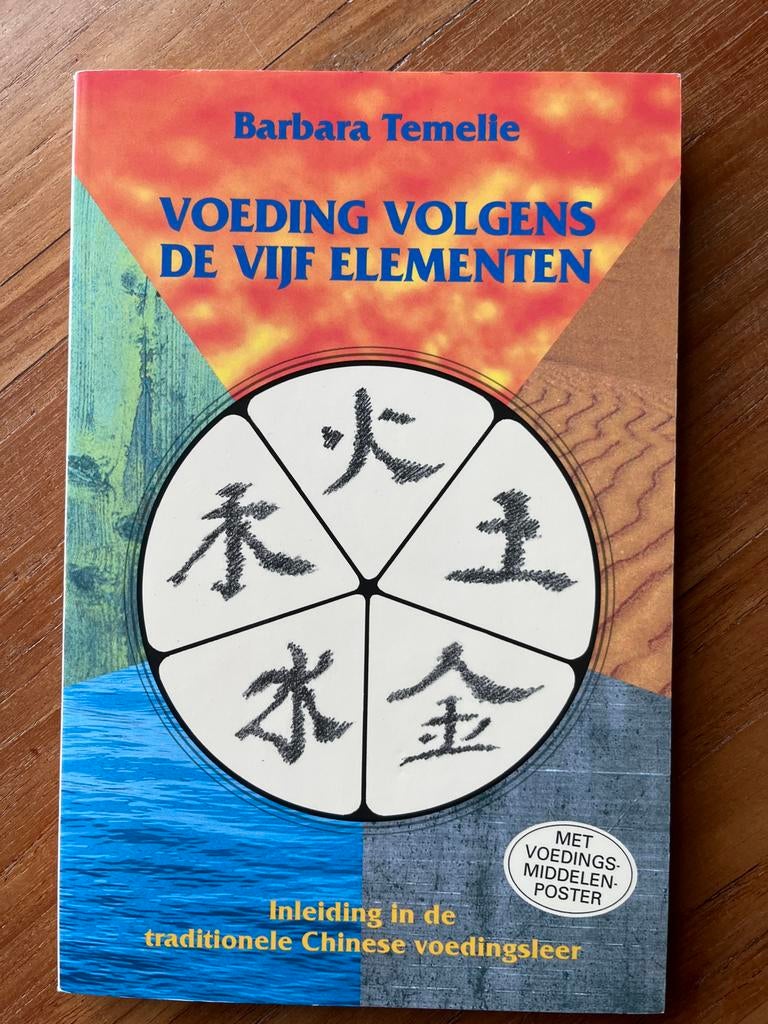 Barbara Temelie
VOEDING VOLGENS
DE VIJF ELEMENTEN
火
木
土
水
金
MET
VOEDINGS-
MIDDELEN-
POSTER
Inleiding in de
traditionele Chinese voedingsleer